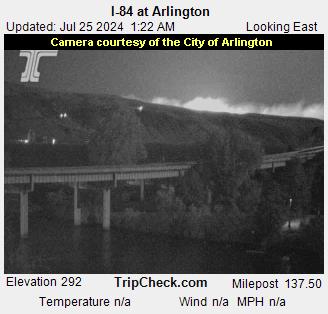 I-84 at Arlington
Updated: Jul 25 2024 1:22 AM Looking East
Camera courtesy of the City of Arlington
Elevation 292 TripCheck.com Milepost 137.50
Temperature n/a Wind n/a MPH n/a